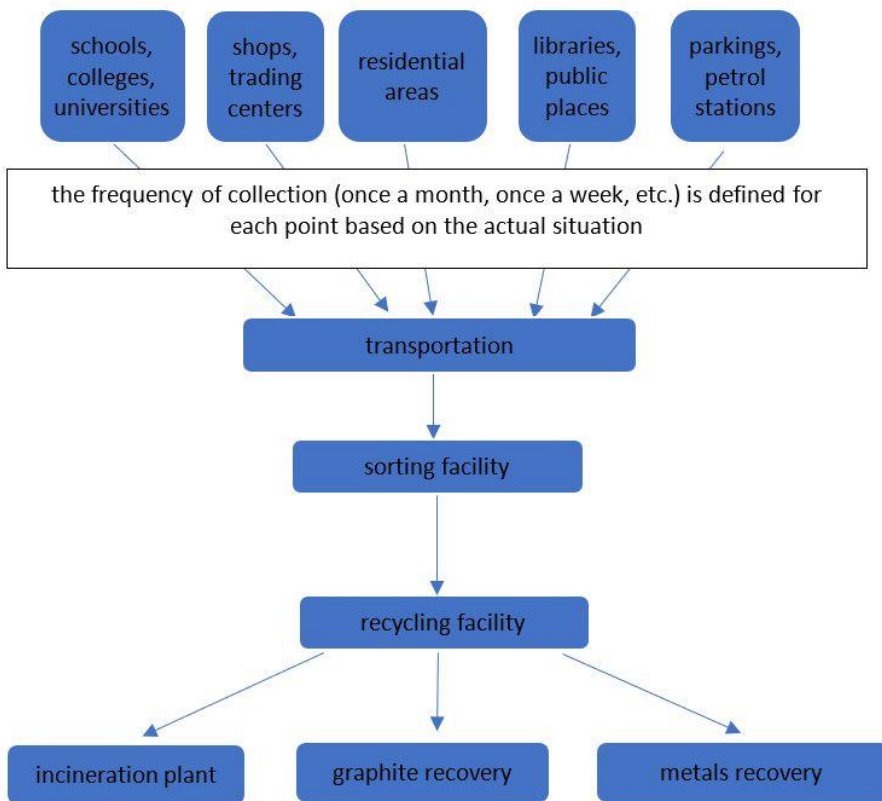 schools,
colleges,
universities
shops,
trading
centers
residential
areas
libraries,
public
places
parkings,
petrol
stations
the frequency of collection (once a month, once a week, etc.) is defined for
each point based on the actual situation
transportation
sorting facility
recycling facility
incineration plant
graphite recovery
metals recovery